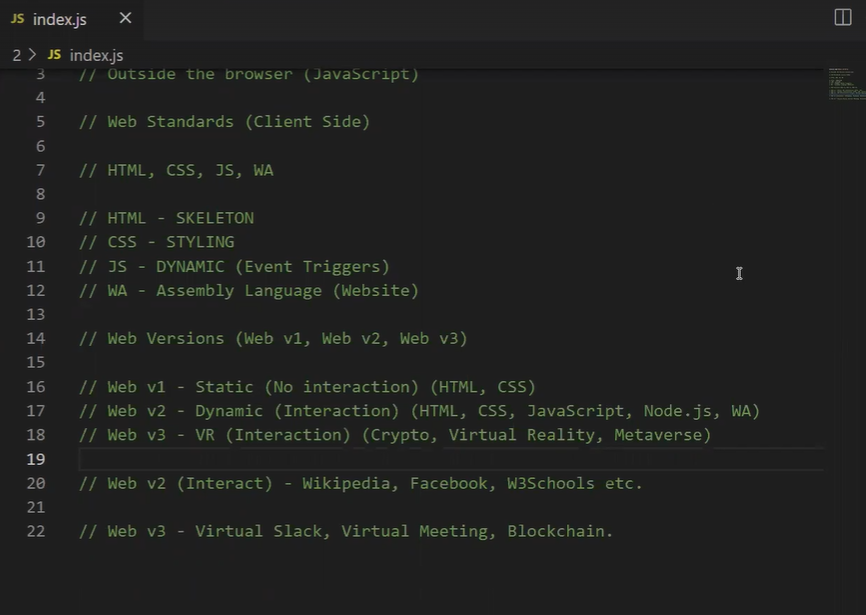 JS index.js
2 > JS index.js
3 // Outside the browser (JavaScript)
4
5 // Web Standards (Client Side)
6
7 // HTML, CSS, JS, WA
8
9 // HTML - SKELETON
10 // CSS - STYLING
11 // JS - DYNAMIC (Event Triggers)
12 // WA - Assembly Language (Website)
13
14 // Web Versions (Web v1, Web v2, Web v3)
15
16 // Web v1 - Static (No interaction) (HTML, CSS)
17 // Web v2 - Dynamic (Interaction) (HTML, CSS, JavaScript, Node.js, WA)
18 // Web v3 - VR (Interaction) (Crypto, Virtual Reality, Metaverse)
19
20 // Web v2 (Interact) - Wikipedia, Facebook, W3Schools etc.
21
22 // Web v3 - Virtual Slack, Virtual Meeting, Blockchain.